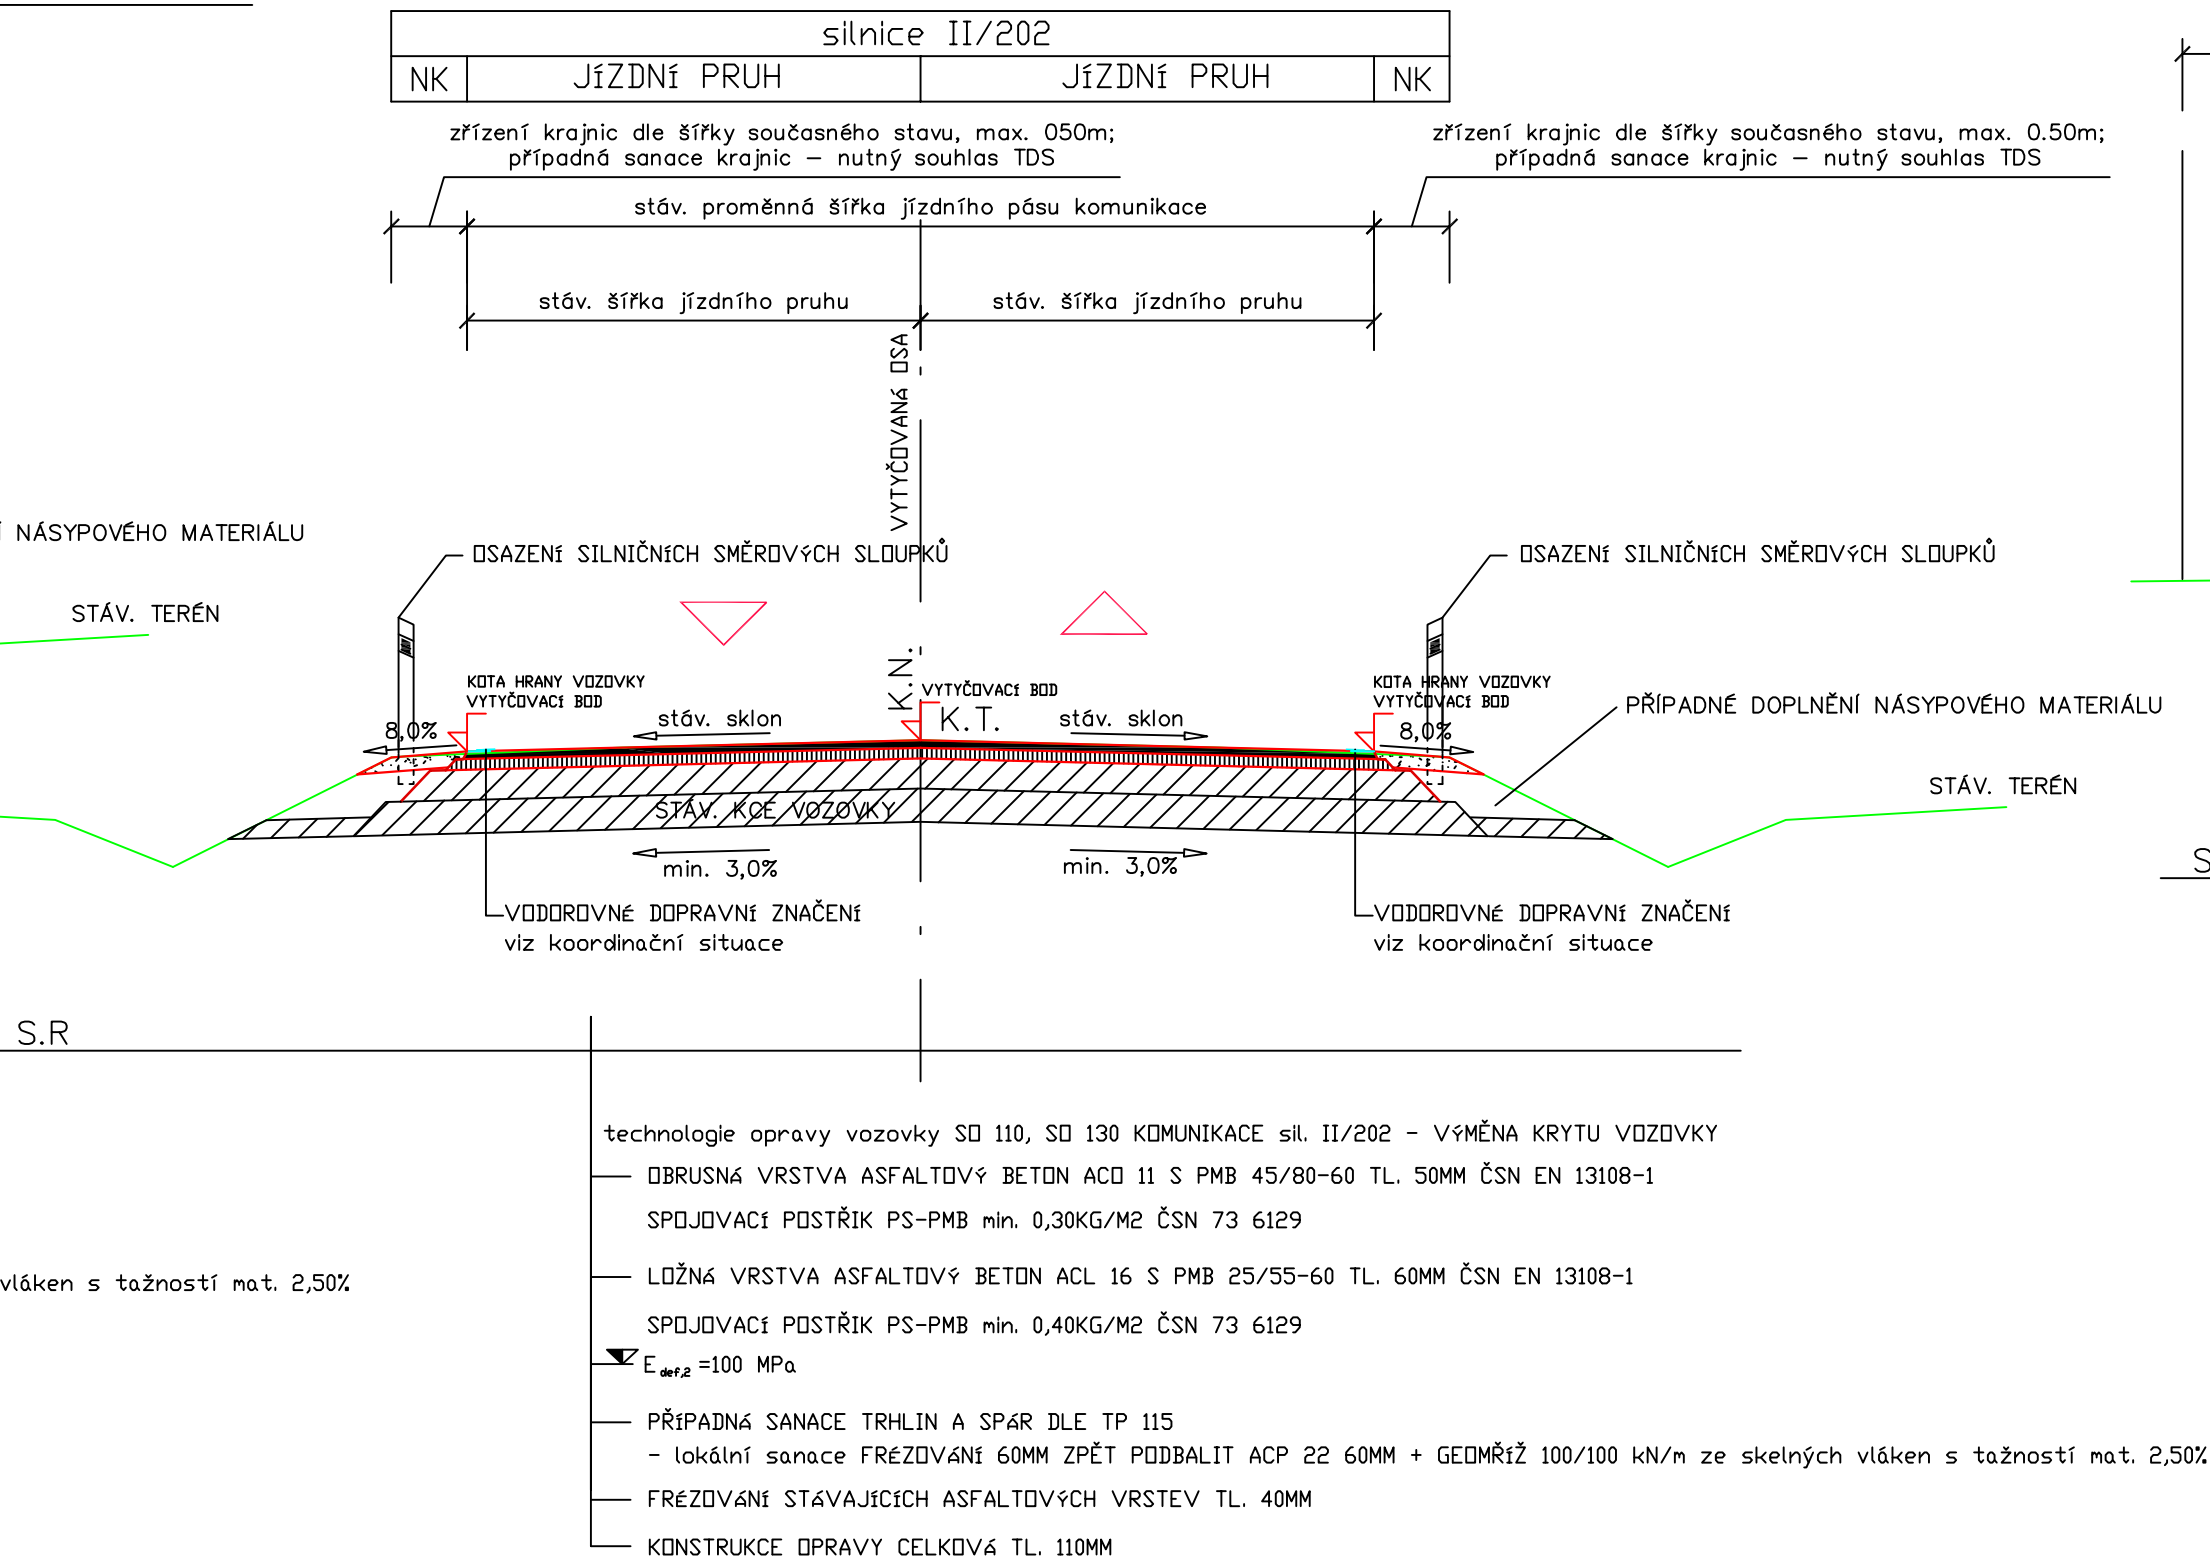 silnice II/202
NK JÍZDNÍ PRUH JÍZDNÍ PRUH NK
zřízení krajnic dle šířky současného stavu, max. 050m;
případná sanace krajnic – nutný souhlas TDS
zřízení krajnic dle šířky současného stavu, max. 0.50m;
případná sanace krajnic – nutný souhlas TDS
stáv. proměnná šířka jízdního pásu komunikace
stáv. šířka jízdního pruhu
stáv. šířka jízdního pruhu
VYTYČOVANÁ OSA
NÁSYPOVÉHO MATERIÁLU
STÁV. TERÉN
OSAZENÍ SILNIČNÍCH SMĚROVÝCH SLOUPKŮ
OSAZENÍ SILNIČNÍCH SMĚROVÝCH SLOUPKŮ
KOTA HRANY VOZOVKY
VYTYČOVACÍ BOD
K.N.
VYTYČOVACÍ BOD
K.T.
KOTA HRANY VOZOVKY
VYTYČOVACÍ BOD
PŘÍPADNÉ DOPLNĚNÍ NÁSYPOVÉHO MATERIÁLU
8,0%
stáv. sklon
stáv. sklon
8,0%
STÁV. TERÉN
STÁV. KCE VOZOVKY
min. 3,0%
min. 3,0%
VODOROVNÉ DOPRAVNÍ ZNAČENÍ
viz koordinační situace
VODOROVNÉ DOPRAVNÍ ZNAČENÍ
viz koordinační situace
S.R
technologie opravy vozovky SO 110, SO 130 KOMUNIKACE sil. II/202 - VÝMĚNA KRYTU VOZOVKY
OBRUSNÁ VRSTVA ASFALTOVÝ BETON ACO 11 S PMB 45/80-60 TL. 50MM ČSN EN 13108-1
SPOJOVACÍ POSTŘIK PS-PMB min. 0,30KG/M2 ČSN 73 6129
vláken s tažností mat. 2,50%
LOŽNÁ VRSTVA ASFALTOVÝ BETON ACL 16 S PMB 25/55-60 TL. 60MM ČSN EN 13108-1
SPOJOVACÍ POSTŘIK PS-PMB min. 0,40KG/M2 ČSN 73 6129
E def,2 =100 MPa
PŘÍPADNÁ SANACE TRHLIN A SPÁR DLE TP 115
- lokální sanace FRÉZOVÁNÍ 60MM ZPĚT PODBALIT ACP 22 60MM + GEOMŘÍŽ 100/100 kN/m ze skelných vláken s tažností mat. 2,50%
FRÉZOVÁNÍ STÁVAJÍCÍCH ASFALTOVÝCH VRSTEV TL. 40MM
KONSTRUKCE OPRAVY CELKOVÁ TL. 110MM